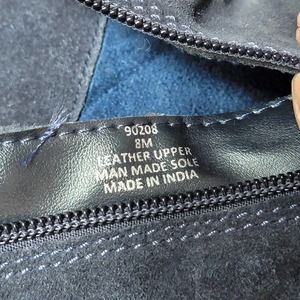 90208
8M
LEATHER UPPER
MAN MADE SOLE
MADE IN INDIA